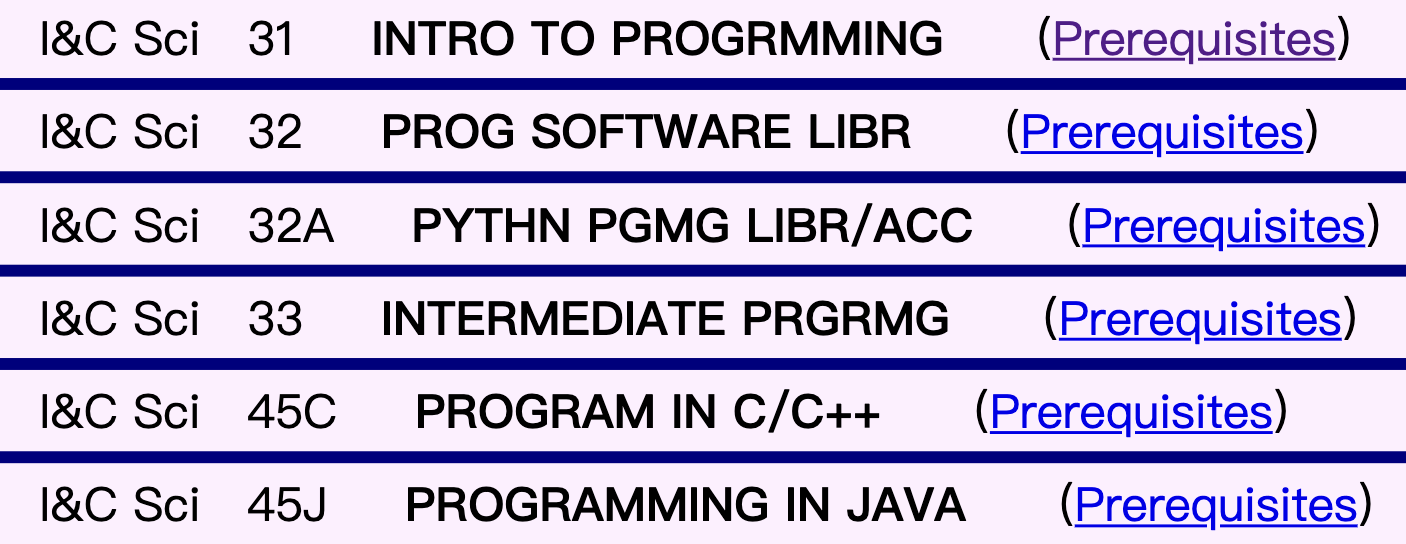 I&C Sci 31 INTRO TO PROGRMMING (Prerequisites)
I&C Sci 32 PROG SOFTWARE LIBR (Prerequisites)
I&C Sci 32A PYTHN PGMG LIBR/ACC (Prerequisites)
I&C Sci 33 INTERMEDIATE PRGRMG (Prerequisites)
I&C Sci 45C PROGRAM IN C/C++ (Prerequisites)
I&C Sci 45J PROGRAMMING IN JAVA (Prerequisites)